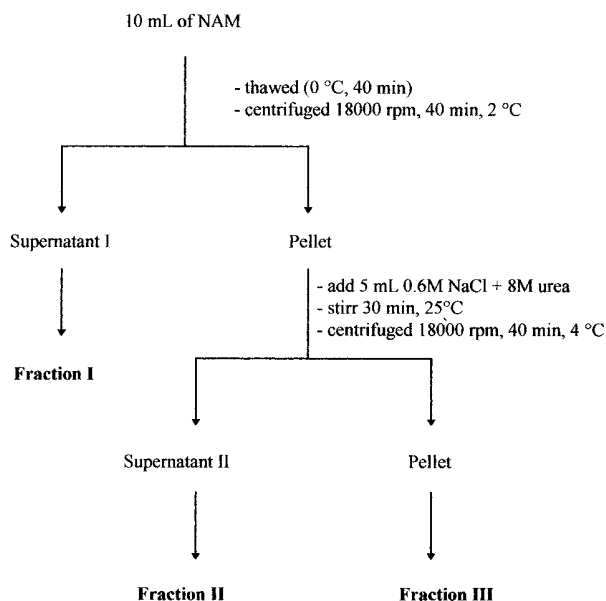 10 mL of NAM
- thawed (0 °C, 40 min)
- centrifuged 18000 rpm, 40 min, 2 °C
Supernatant I
Pellet
- add 5 mL 0.6M NaCl + 8M urea
- stirr 30 min, 25°C
- centrifuged 18000 rpm, 40 min, 4 °C
Fraction I
Supernatant II
Pellet
Fraction II
Fraction III